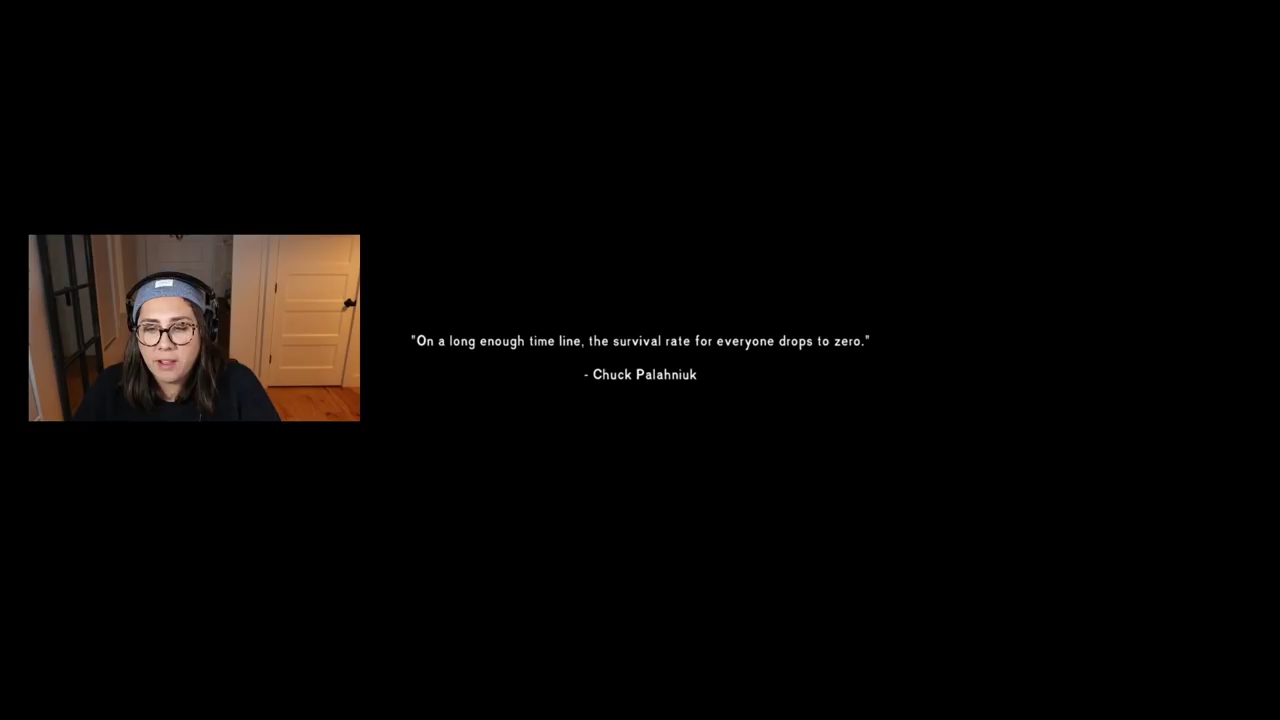 "On a long enough time line, the survival rate for everyone drops to zero."
- Chuck Palahniuk